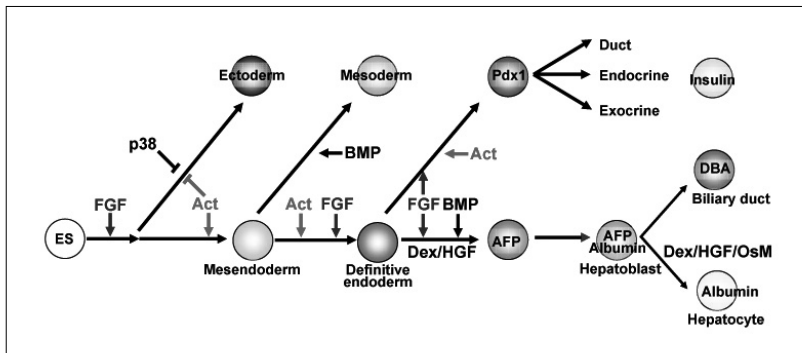 Ectoderm
Mesoderm
Pdx1
Duct
Endocrine
Exocrine
Insulin
p38
BMP
Act
FGF
Act
Act
FGF
FGF
BMP
DBA
Biliary duct
ES
Mesendoderm
Definitive
endoderm
Dex/HGF
AFP
AFP
Albumin
Hepatoblast
Dex/HGF/OsM
Albumin
Hepatocyte